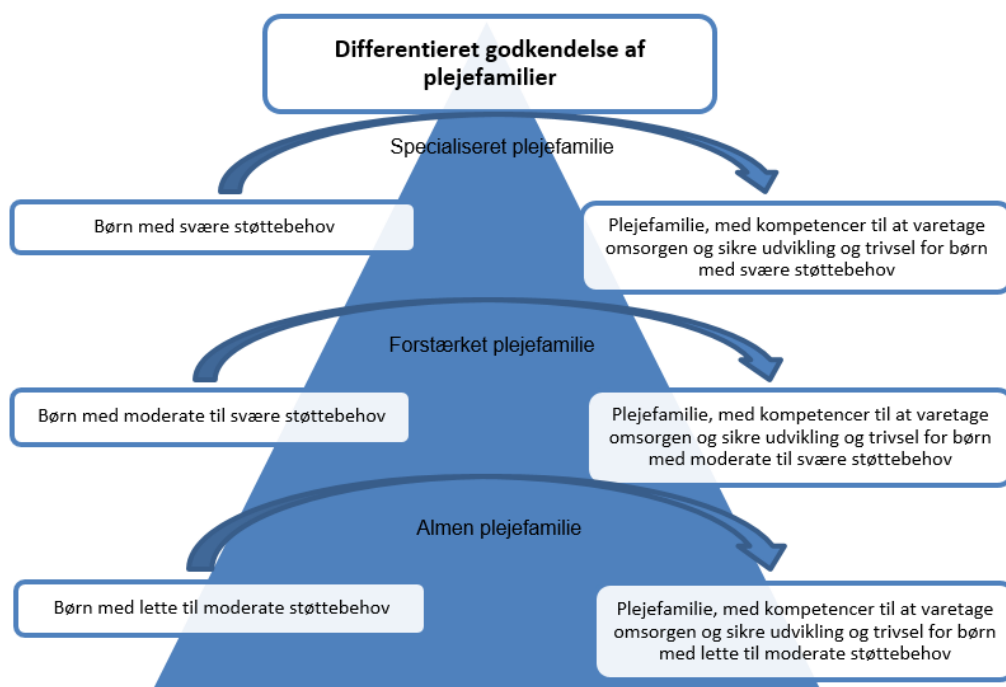 Differentieret godkendelse af
plejefamilier
Specialiseret plejefamilie
Børn med svære støttebehov
Plejefamilie, med kompetencer til at varetage
omsorgen og sikre udvikling og trivsel for børn
med svære støttebehov
Forstærket plejefamilie
Børn med moderate til svære støttebehov
Plejefamilie, med kompetencer til at varetage
omsorgen og sikre udvikling og trivsel for børn
med moderate til svære støttebehov
Almen plejefamilie
Børn med lette til moderate støttebehov
Plejefamilie, med kompetencer til at varetage
omsorgen og sikre udvikling og trivsel for børn
med lette til moderate støttebehov